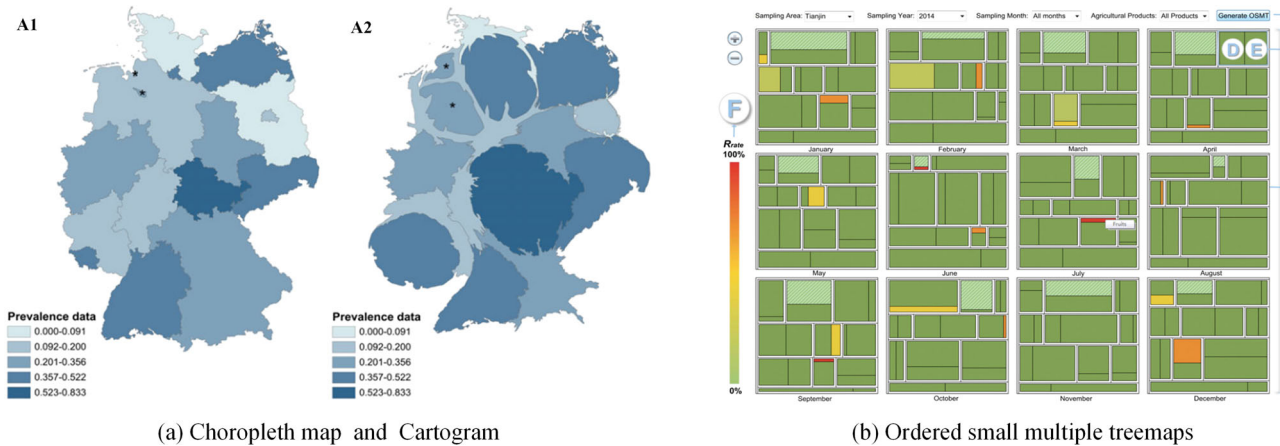 A1
A2
Prevalence data
0.000-0.091
0.092-0.200
0.201-0.356
0.357-0.522
0.523-0.833
Prevalence data
0.000-0.091
0.092-0.200
0.201-0.356
0.357-0.522
0.523-0.833
(a) Choropleth map and Cartogram
Sampling Area: Tianjin Sampling Year: 2014 Sampling Month: All months Agricultural Products: All Products Generate OSMT
D E
F
Rrate
100%
0%
January February March April
May June July August
Fruits
September October November December
(b) Ordered small multiple treemaps